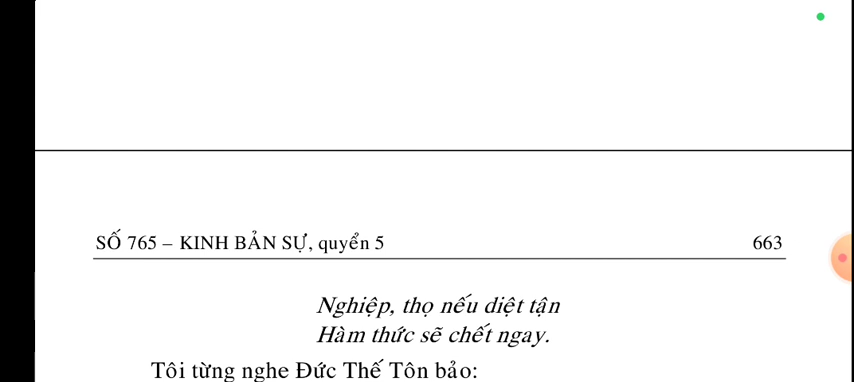 SỐ 765 – KINH BẢN SỰ, quyển 5 663
Nghiệp, thọ nếu diệt tận
Hàm thức sẽ chết ngay.
Tôi từng nghe Đức Thế Tôn bảo: